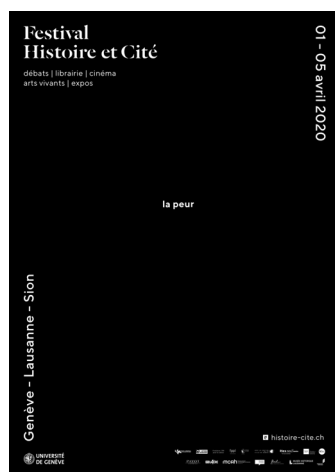 Festival
Histoire et Cité
débats | librairie | cinéma
arts vivants | expos
01 – 05 avril 2020
la peur
Genève – Lausanne – Sion
histoire-cite.ch
UNIVERSITÉ
DE GENÈVE